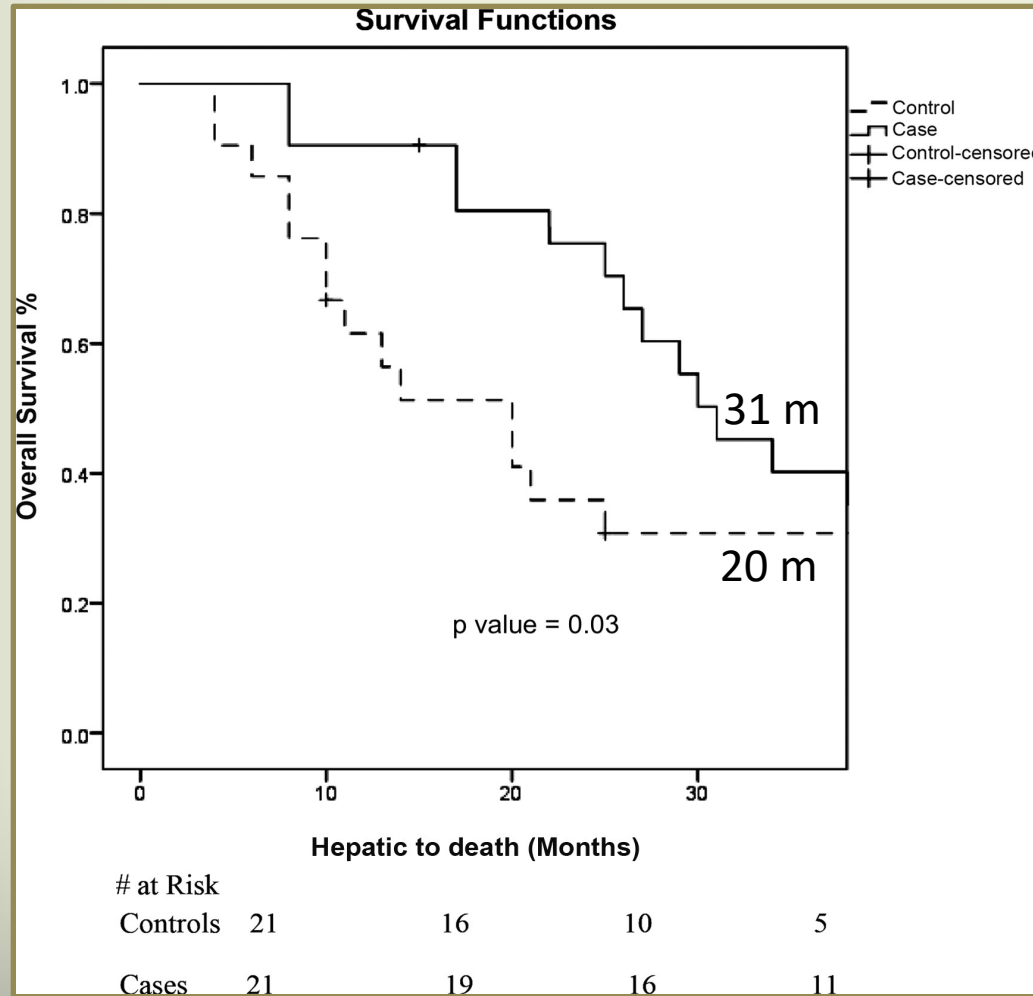 Survival Functions
Control
Case
Control-censored
Case-censored
Overall Survival %
1.0
0.8
0.6
0.4
0.2
0.0
31 m
20 m
p value = 0.03
0 10 20 30
Hepatic to death (Months)
# at Risk
Controls 21 16 10 5
Cases 21 19 16 11